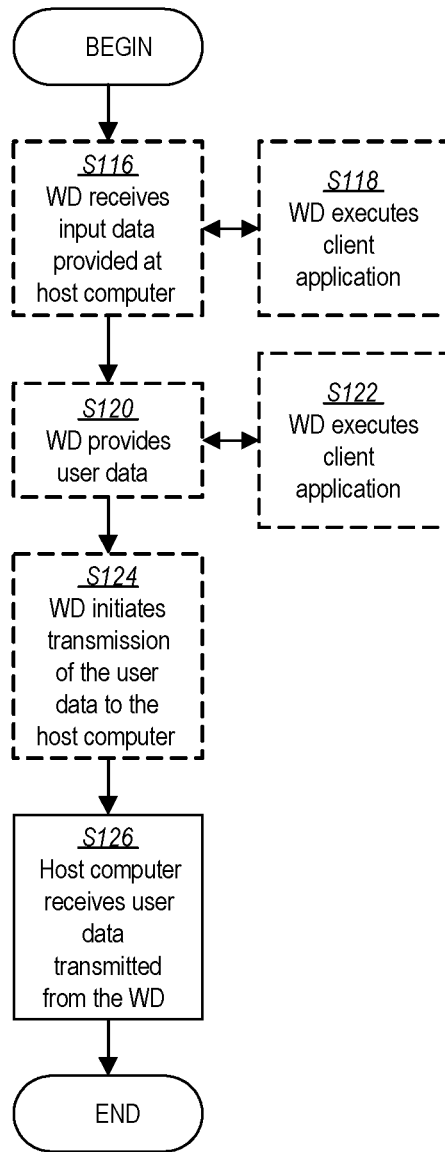 BEGIN
S116
WD receives
input data
provided at
host computer
S118
WD executes
client
application
S120
WD provides
user data
S122
WD executes
client
application
S124
WD initiates
transmission
of the user
data to the
host computer
S126
Host computer
receives user
data
transmitted
from the WD
END